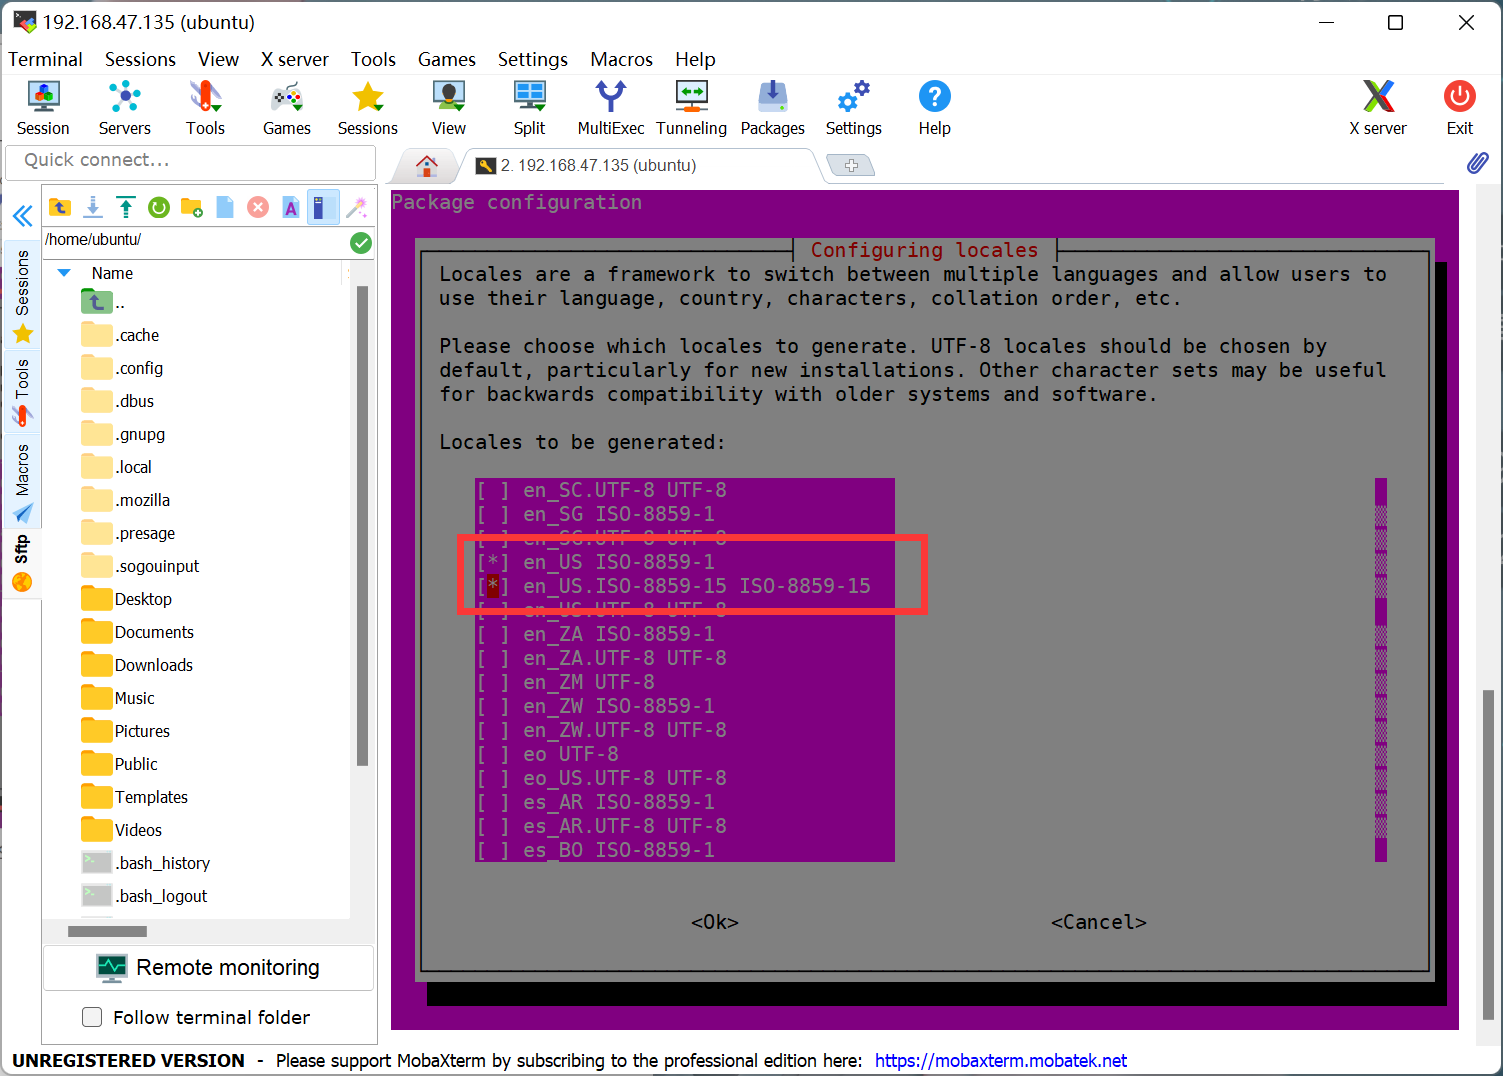 192.168.47.135 (ubuntu)
Terminal Sessions View X server Tools Games Settings Macros Help
Session Servers Tools Games Sessions View Split MultiExec Tunneling Packages Settings Help X server Exit
Quick connect...
2. 192.168.47.135 (ubuntu)
/home/ubuntu/
Name
..
.cache
.config
.dbus
.gnupg
.local
.mozilla
.presage
.sogouinput
Desktop
Documents
Downloads
Music
Pictures
Public
Templates
Videos
.bash_history
.bash_logout
Sessions
Tools
Macros
Sftp
Remote monitoring
Follow terminal folder
Package configuration
Configuring locales
Locales are a framework to switch between multiple languages and allow users to
use their language, country, characters, collation order, etc.
Please choose which locales to generate. UTF-8 locales should be chosen by
default, particularly for new installations. Other character sets may be useful
for backwards compatibility with older systems and software.
Locales to be generated:
[ ] en_SC.UTF-8 UTF-8
[ ] en_SG ISO-8859-1
[ ] en_SG.UTF-8 UTF-8
[*] en_US ISO-8859-1
[*] en_US.ISO-8859-15 ISO-8859-15
[ ] en_US.UTF-8 UTF-8
[ ] en_ZA ISO-8859-1
[ ] en_ZA.UTF-8 UTF-8
[ ] en_ZM UTF-8
[ ] en_ZW ISO-8859-1
[ ] en_ZW.UTF-8 UTF-8
[ ] eo UTF-8
[ ] eo_US.UTF-8 UTF-8
[ ] es_AR ISO-8859-1
[ ] es_AR.UTF-8 UTF-8
[ ] es_BO ISO-8859-1
<Ok> <Cancel>
UNREGISTERED VERSION - Please support MobaXterm by subscribing to the professional edition here: https://mobaxterm.mobatek.net